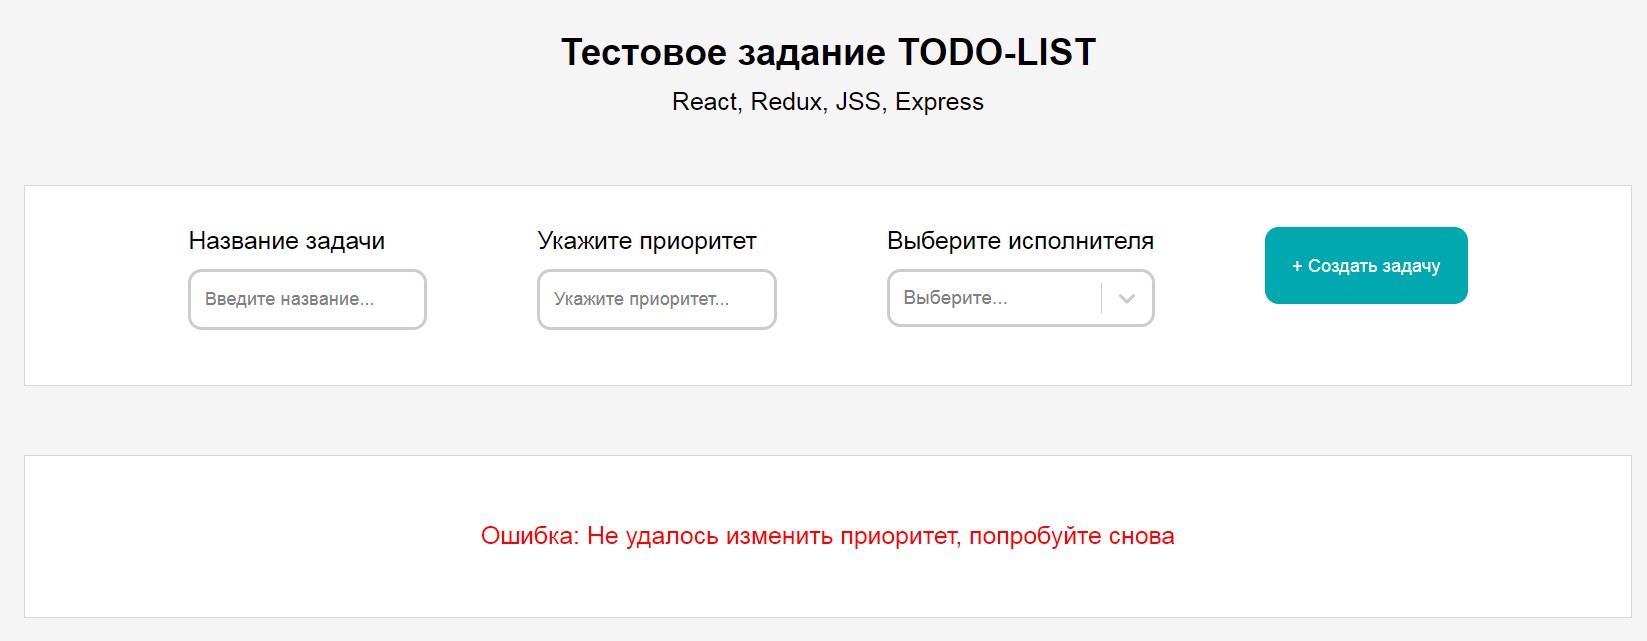 Тестовое задание TODO-LIST
React, Redux, JSS, Express
Название задачи
Введите название...
Укажите приоритет
Укажите приоритет...
Выберите исполнителя
Выберите...
+ Создать задачу
Ошибка: Не удалось изменить приоритет, попробуйте снова